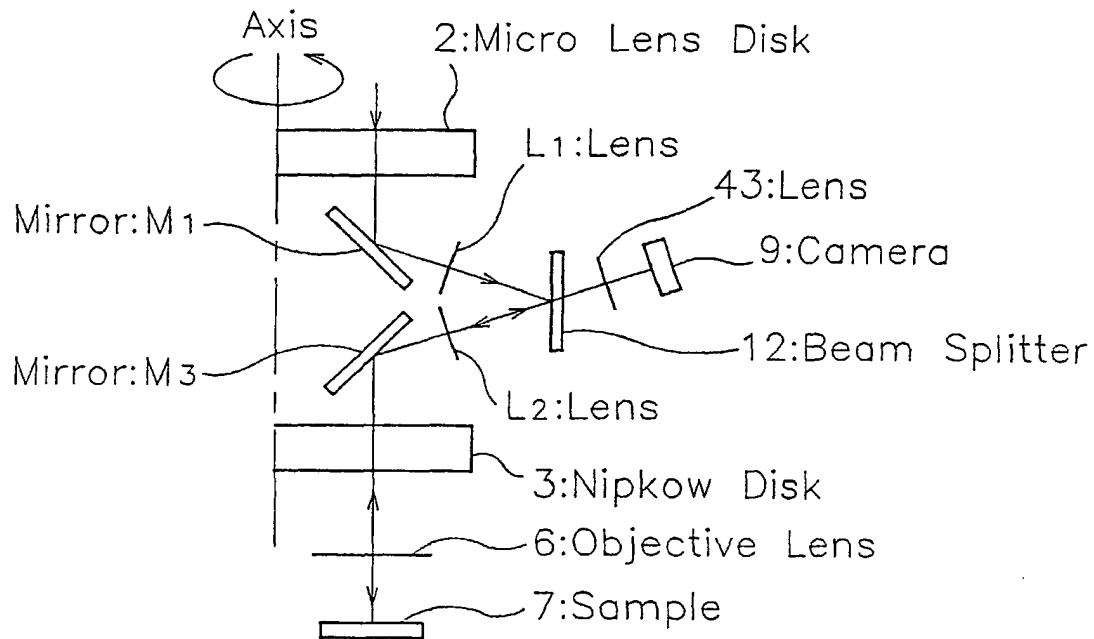 Axis
2:Micro Lens Disk
L1:Lens
43:Lens
Mirror:M1
9:Camera
12:Beam Splitter
Mirror:M3
L2:Lens
3:Nipkow Disk
6:Objective Lens
7:Sample